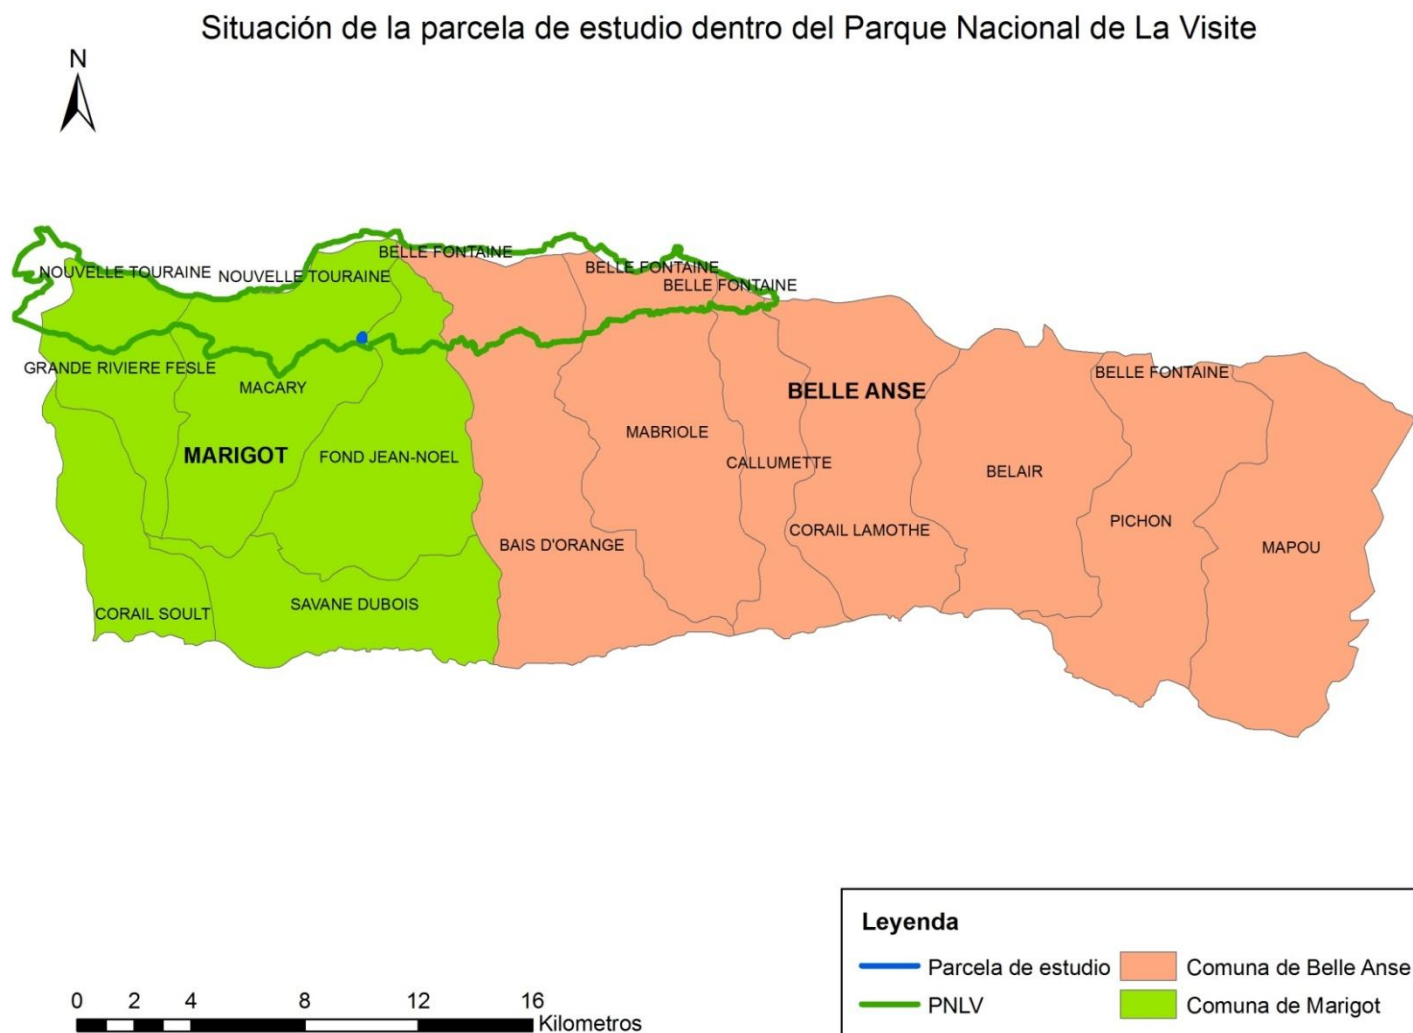 Situación de la parcela de estudio dentro del Parque Nacional de La Visite
N
BELLE FONTAINE
NOUVELLE TOURAINE
NOUVELLE TOURAINE
BELLE FONTAINE
BELLE FONTAINE
GRANDE RIVIERE FESLE
MACARY
BELLE ANSE
BELLE FONTAINE
MARIGOT
FOND JEAN-NOEL
MABRIOLE
CALLUMETTE
BELAIR
BAIS D'ORANGE
CORAIL LAMOTHE
PICHON
MAPOU
CORAIL SOULT
SAVANE DUBOIS
Leyenda
Parcela de estudio
Comuna de Belle Anse
PNLV
Comuna de Marigot
0 2 4 8 12 16
Kilometros